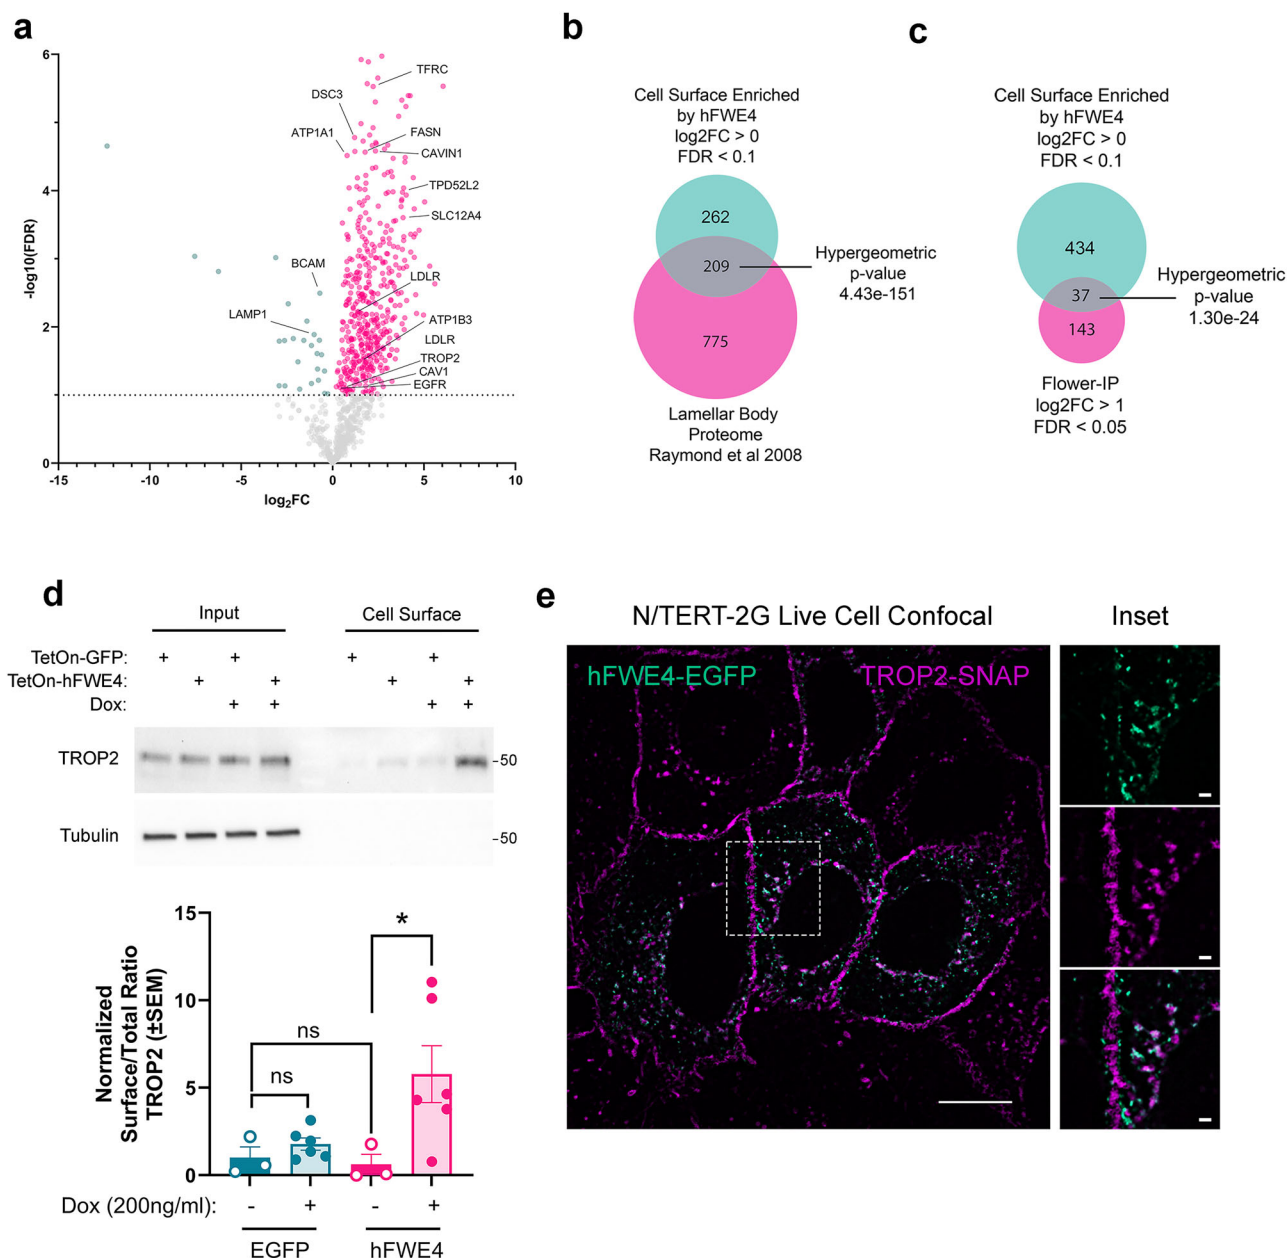 a
6
4
2
0
-log10(FDR)
-15
-10
-5
0
5
10
log2FC
TFRC
DSC3
ATP1A1
FASN
CAVIN1
TPD52L2
SLC12A4
BCAM
LDLR
LAMP1
ATP1B3
LDLR
TROP2
CAV1
EGFR
b
Cell Surface Enriched
by hFWE4
log2FC > 0
FDR < 0.1
262
209
775
Hypergeometric
p-value
4.43e-151
Lamellar Body
Proteome
Raymond et al 2008
c
Cell Surface Enriched
by hFWE4
log2FC > 0
FDR < 0.1
434
37
143
Hypergeometric
p-value
1.30e-24
Flower-IP
log2FC > 1
FDR < 0.05
d
Input
Cell Surface
TetOn-GFP: + + + +
TetOn-hFWE4: + + + +
Dox: + + + +
TROP2
-50
Tubulin
-50
Normalized
Surface/Total Ratio
TROP2 (±SEMI)
15
10
5
0
ns
ns
*
Dox (200ng/ml): - + - +
EGFP
hFWE4
e
N/TERT-2G Live Cell Confocal
Inset
hFWE4-EGFP
TROP2-SNAP